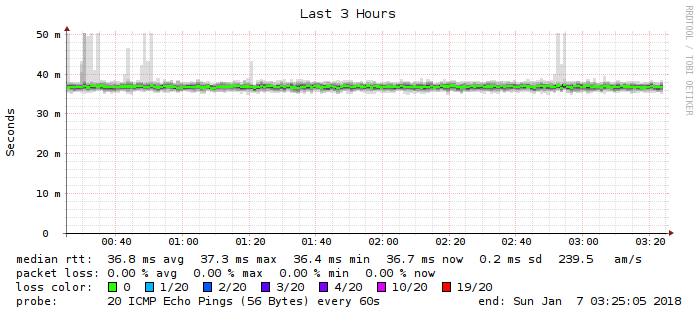 Last 3 Hours
RRDTOOL / TOBI OETIKER
Seconds
50 m
40 m
30 m
20 m
10 m
0
00:40 01:00 01:20 01:40 02:00 02:20 02:40 03:00 03:20
median rtt: 36.8 ms avg 37.3 ms max 36.4 ms min 36.7 ms now 0.2 ms sd 239.5 am/s
packet loss: 0.00 % avg 0.00 % max 0.00 % min 0.00 % now
loss color: 0 1/20 2/20 3/20 4/20 10/20 19/20
probe: 20 ICMP Echo Pings (56 Bytes) every 60s end: Sun Jan 7 03:25:05 2018